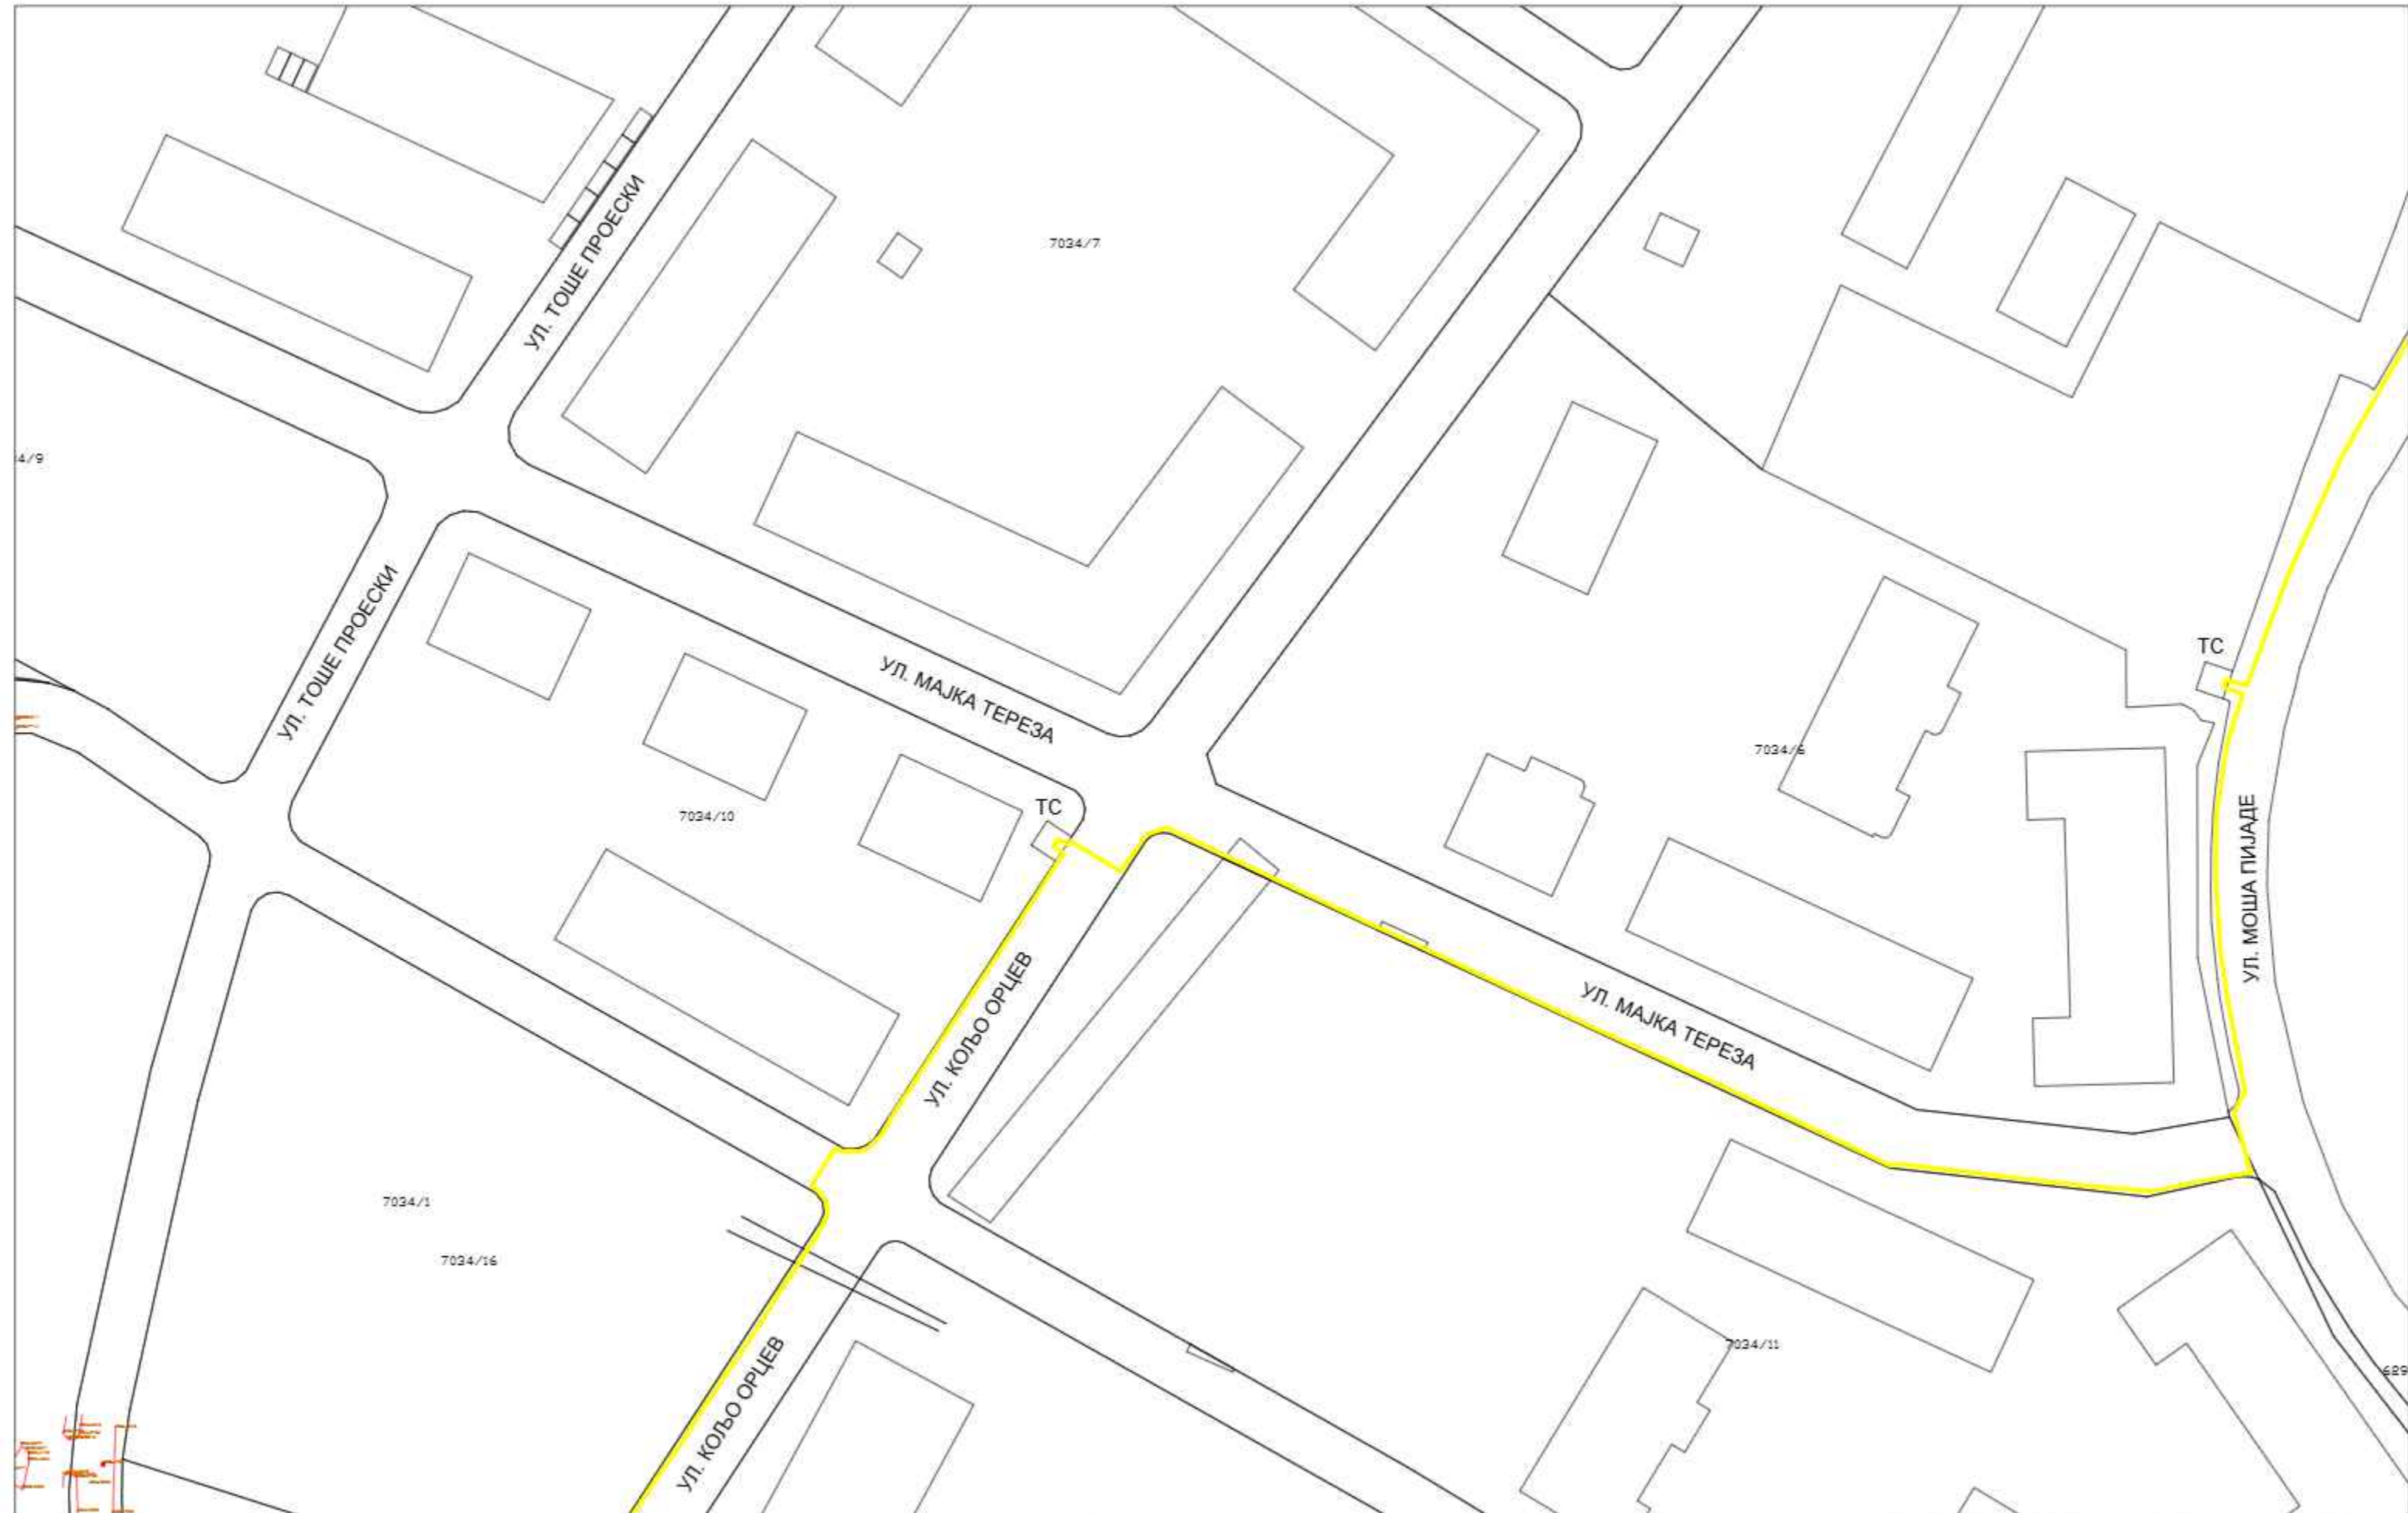 УЛ. ТОШЕ ПРОЕСКИ
7034/7
4/9
УЛ. ТОШЕ ПРОЕСКИ
ТС
УЛ. МАЈКА ТЕРЕЗА
7034/6
ТС
7034/10
УЛ. МОША ПИЈАДЕ
УЛ. КОЉО ОРЦЕВ
УЛ. МАЈКА ТЕРЕЗА
7034/1
7034/16
7034/11
689
УЛ. КОЉО ОРЦЕВ